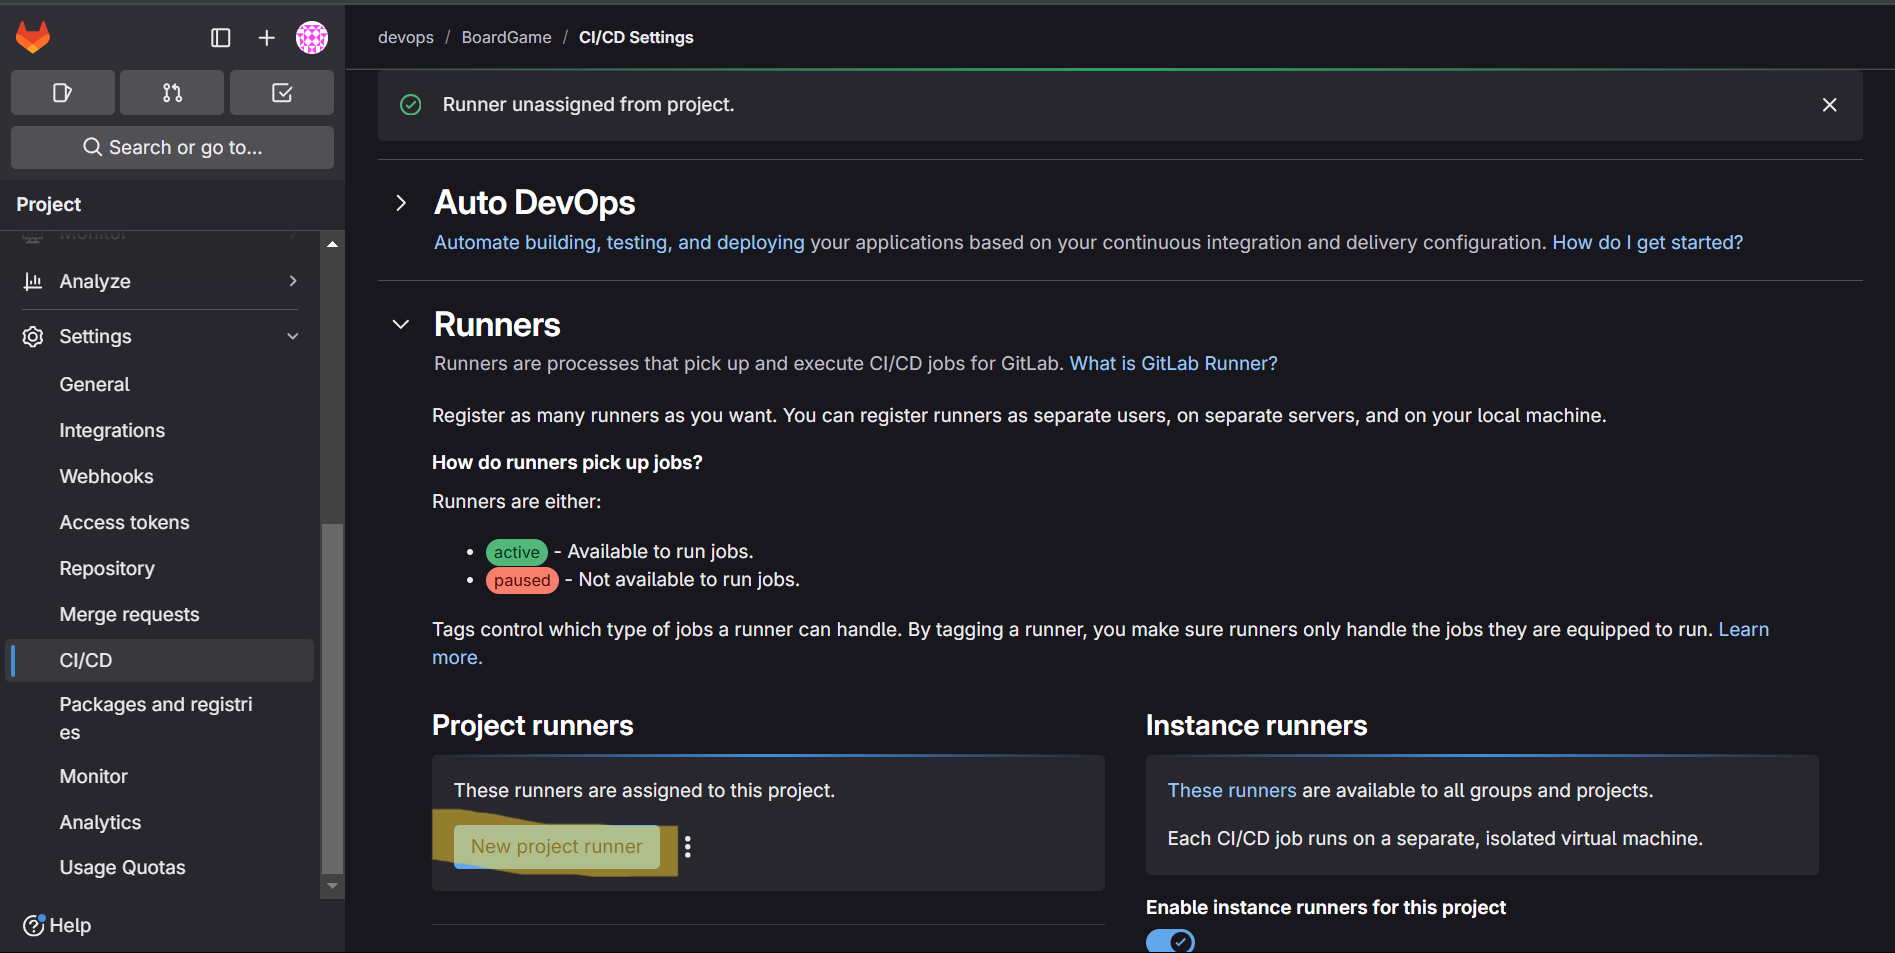 devops / BoardGame / CI/CD Settings
Search or go to...
Project
Monitor
Analyze
Settings
General
Integrations
Webhooks
Access tokens
Repository
Merge requests
CI/CD
Packages and registri
es
Monitor
Analytics
Usage Quotas
Help
Runner unassigned from project.
Auto DevOps
Automate building, testing, and deploying your applications based on your continuous integration and delivery configuration. How do I get started?
Runners
Runners are processes that pick up and execute CI/CD jobs for GitLab. What is GitLab Runner?
Register as many runners as you want. You can register runners as separate users, on separate servers, and on your local machine.
How do runners pick up jobs?
Runners are either:
• active - Available to run jobs.
• paused - Not available to run jobs.
Tags control which type of jobs a runner can handle. By tagging a runner, you make sure runners only handle the jobs they are equipped to run. Learn
more.
Project runners
These runners are assigned to this project.
New project runner
Instance runners
These runners are available to all groups and projects.
Each CI/CD job runs on a separate, isolated virtual machine.
Enable instance runners for this project